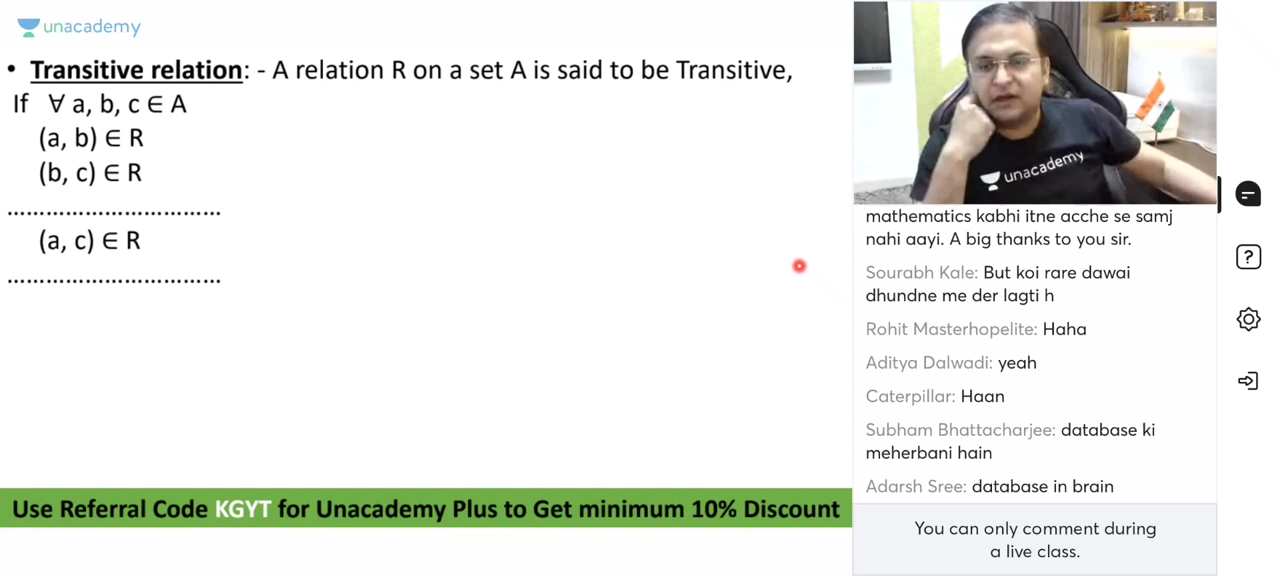 unacademy
• Transitive relation: - A relation R on a set A is said to be Transitive,
If ∀ a, b, c ∈ A
(a, b) ∈ R
(b, c) ∈ R
.................................
(a, c) ∈ R
.................................
Use Referral Code KGYT for Unacademy Plus to Get minimum 10% Discount
unacademy
mathematics kabhi itne acche se samj
nahi aayi. A big thanks to you sir.
Sourabh Kale: But koi rare dawai
dhundne me der lagti h
Rohit Masterhopelite: Haha
Aditya Dalwadi: yeah
Caterpillar: Haan
Subham Bhattacharjee: database ki
meherbani hain
Adarsh Sree: database in brain
You can only comment during
a live class.
?